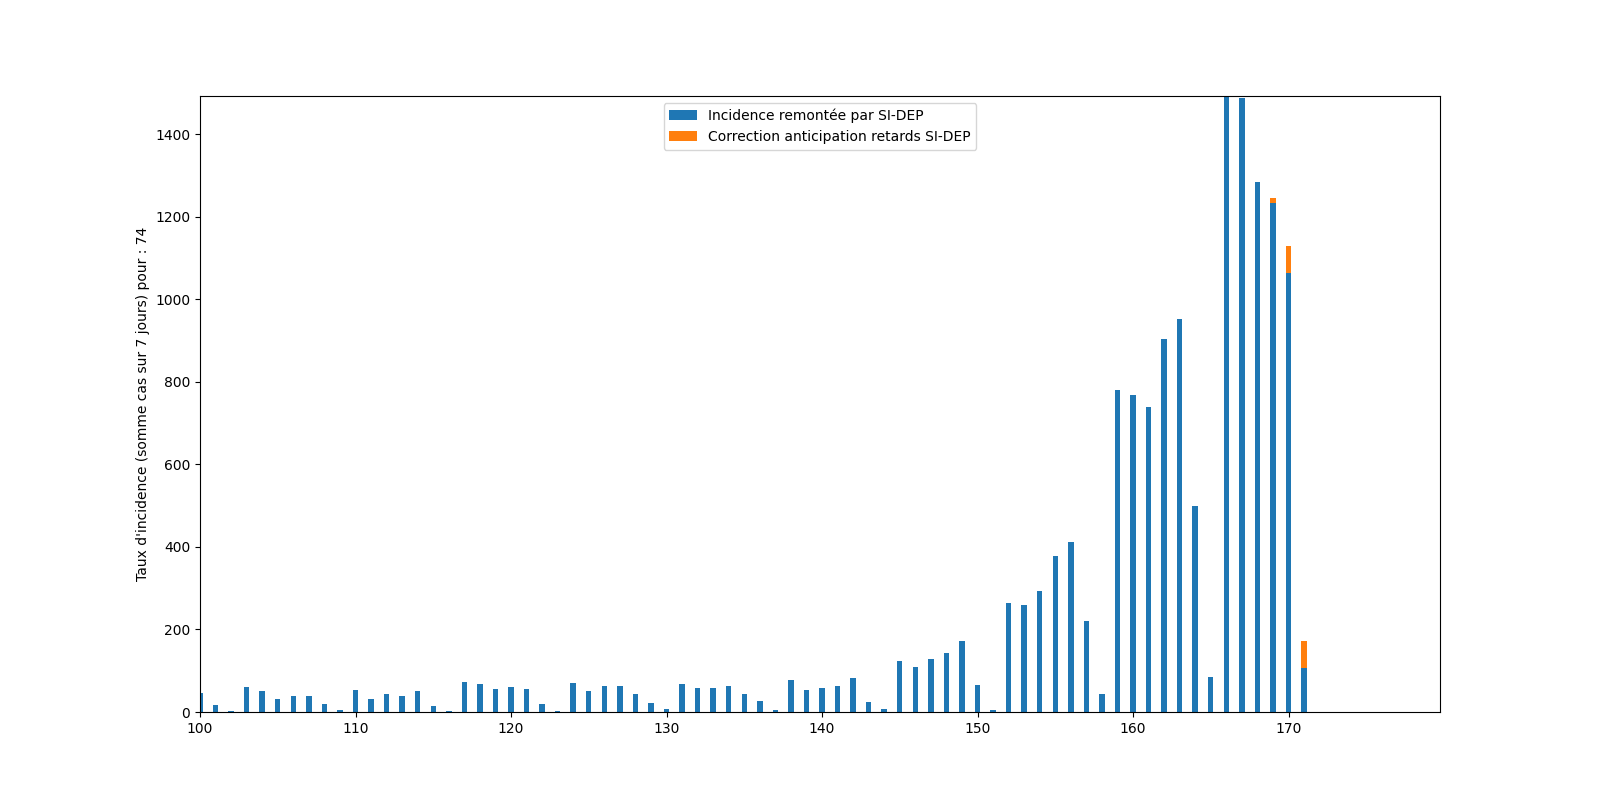 Incidence remontée par SI-DEP
Correction anticipation retards SI-DEP
Taux d'incidence (somme cas sur 7 jours) pour : 74
1400
1200
1000
800
600
400
200
0
100 110 120 130 140 150 160 170